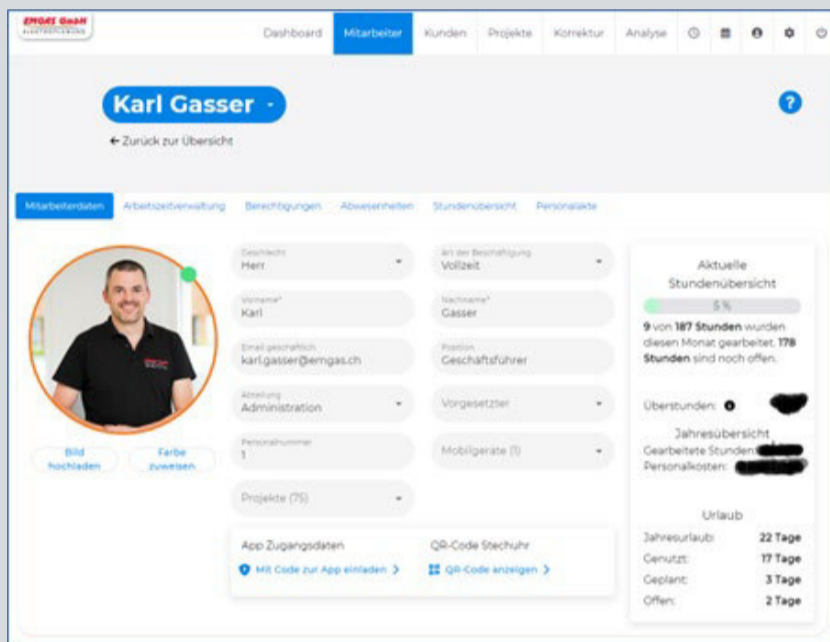 EMGAS GmbH
ELEKTROPLANUNG
Dashboard
Mitarbeiter
Kunden
Projekte
Korrektur
Analyse
Karl Gasser
?
← Zurück zur Übersicht
Mitarbeiterdaten
Arbeitszeitverwaltung
Berechtigungen
Abwesenheiten
Stundenübersicht
Personalakte
Bild
hochladen
Farbe
zuweisen
Geschlecht
Herr
Art der Beschäftigung
Vollzeit
Vorname*
Karl
Nachname*
Gasser
Email geschäftlich
karl.gasser@emgas.ch
Position
Geschäftsführer
Abteilung
Administration
Vorgesetzter
Personalnummer
1
Mobilgeräte (1)
Projekte (75)
App Zugangsdaten
Mit Code zur App einladen >
QR-Code Stechuhr
QR-Code anzeigen >
Aktuelle
Stundenübersicht
5 %
9 von 187 Stunden wurden
diesen Monat gearbeitet. 178
Stunden sind noch offen.
Überstunden:
Jahresübersicht
Gearbeitete Stunden:
Personalkosten:
Urlaub
Jahresurlaub: 22 Tage
Genutzt: 17 Tage
Geplant: 3 Tage
Offen: 2 Tage